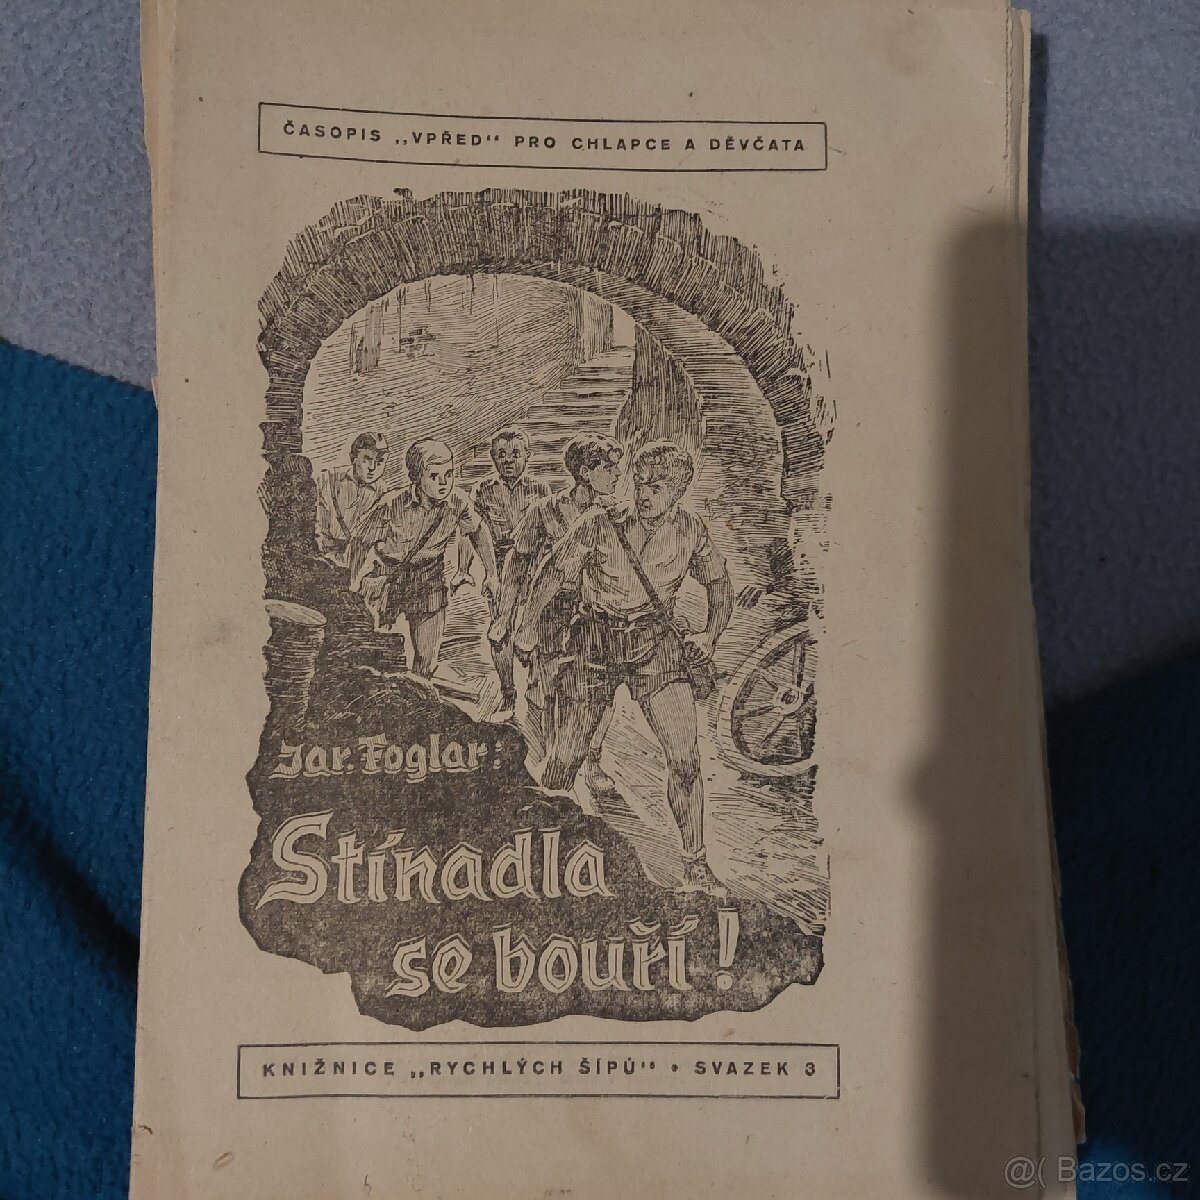 ČASOPIS „VPŘED" PRO CHLAPCE A DĚVČATA
Jar. Foglar:
Stínadla
se bouří!
KNIŽNICE „RYCHLÝCH ŠÍPŮ" • SVAZEK 3
@( Bazos.cz